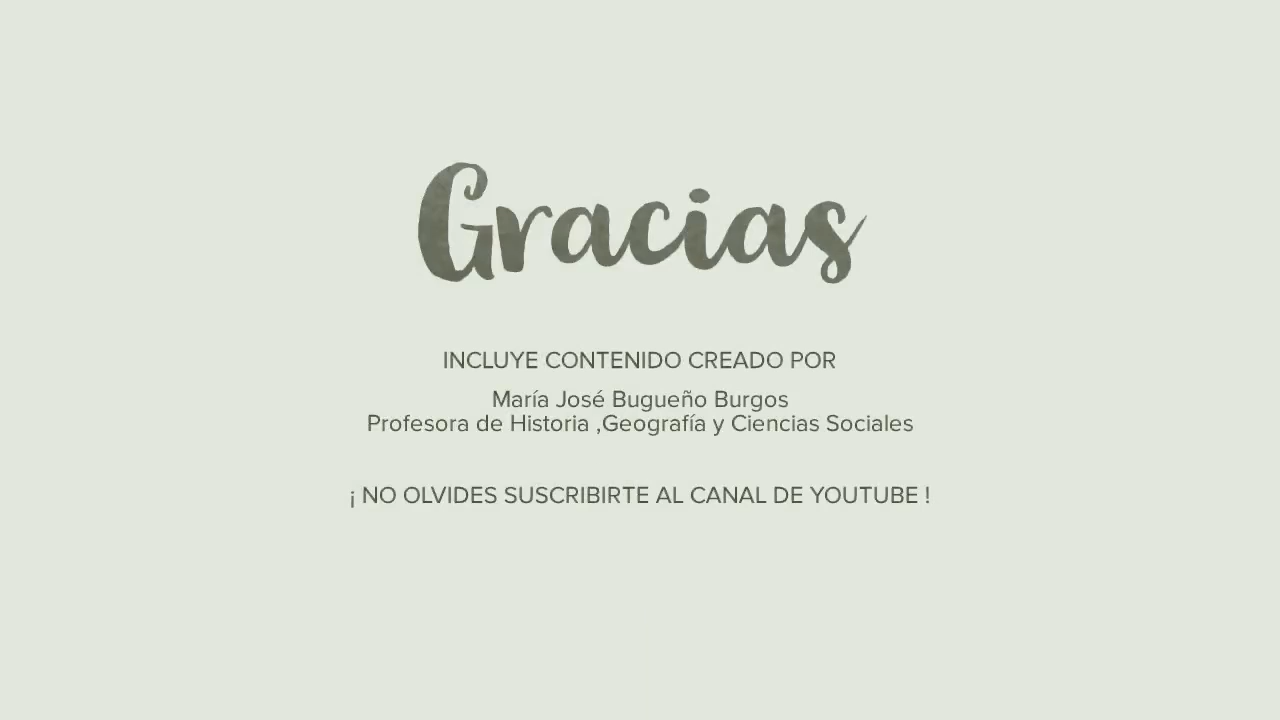 Gracias
INCLUYE CONTENIDO CREADO POR
María José Bugueño Burgos
Profesora de Historia ,Geografía y Ciencias Sociales
¡ NO OLVIDES SUSCRIBIRTE AL CANAL DE YOUTUBE !